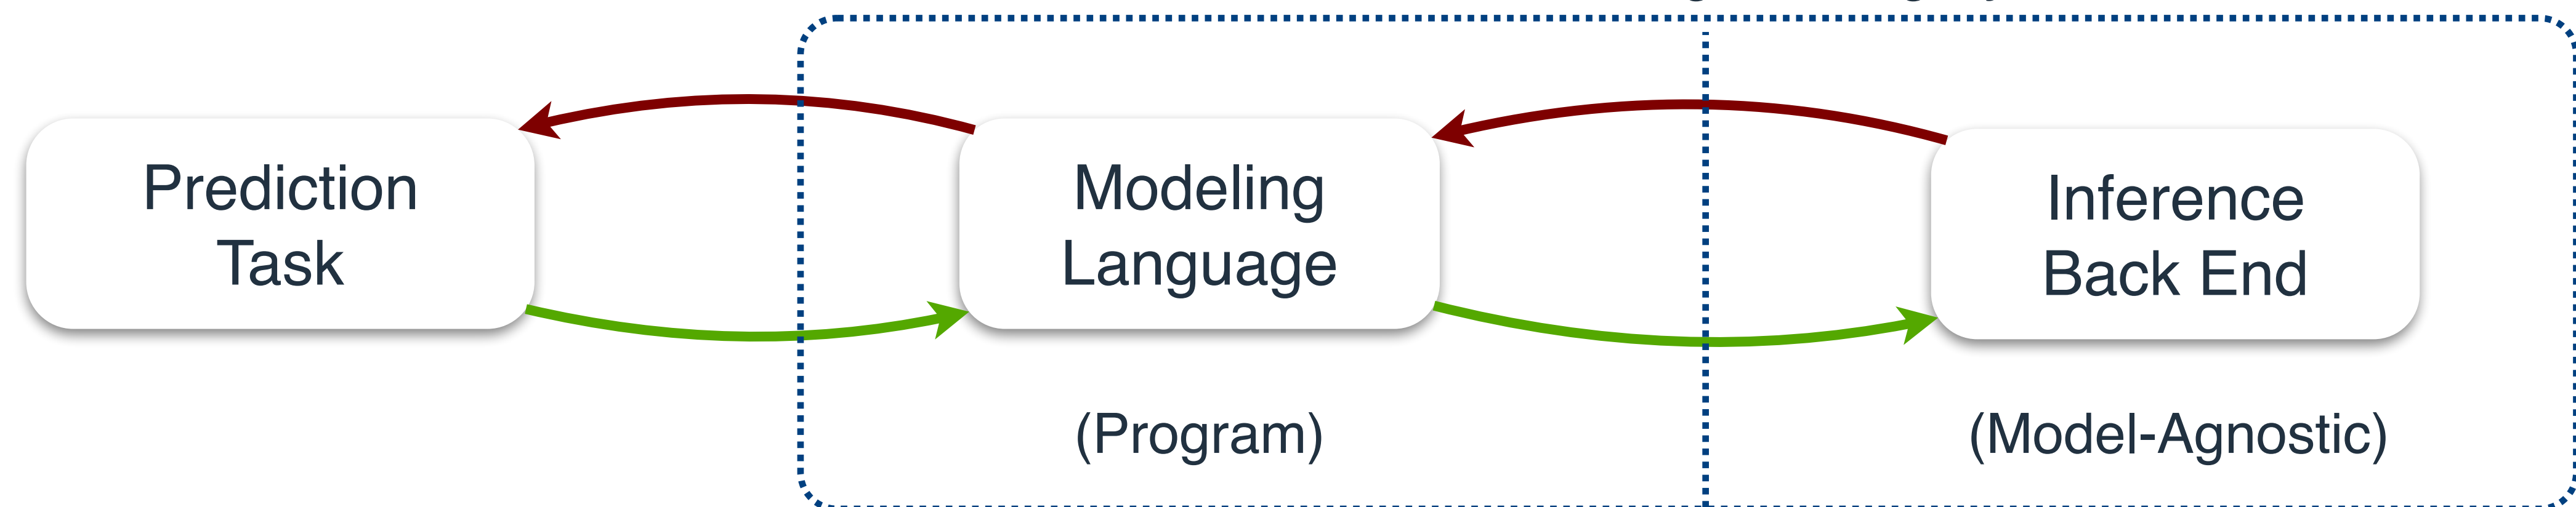 Prediction
Task
Modeling
Language
Inference
Back End
(Program)
(Model-Agnostic)